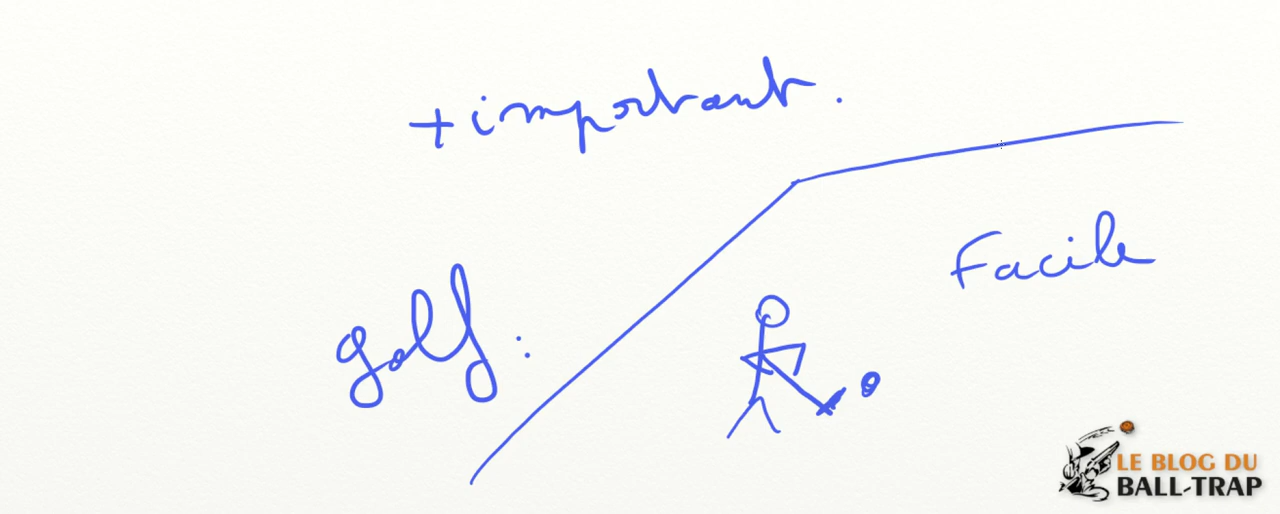 + important.
golf :
Facile
LE BLOG DU
BALL-TRAP